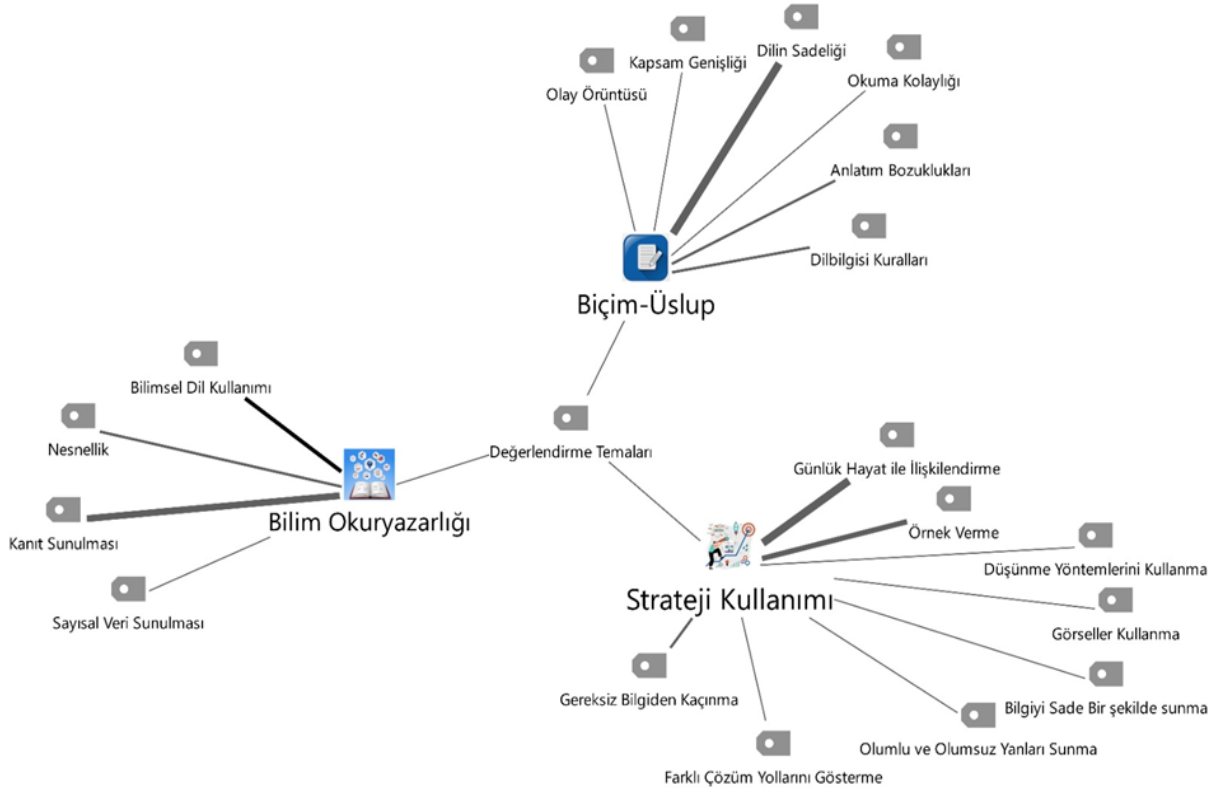 Dilin Sadeliği
Kapsam Genişliği
Okuma Kolaylığı
Olay Örüntüsü
Anlatım Bozuklukları
Dilbilgisi Kuralları
Biçim-Üslup
Bilimsel Dil Kullanımı
Nesnellik
Değerlendirme Temaları
Günlük Hayat ile İlişkilendirme
Bilim Okuryazarlığı
Kanıt Sunulması
Örnek Verme
Düşünme Yöntemlerini Kullanma
Strateji Kullanımı
Sayısal Veri Sunulması
Görseller Kullanma
Gereksiz Bilgiden Kaçınma
Bilgiyi Sade Bir şekilde sunma
Olumlu ve Olumsuz Yanları Sunma
Farklı Çözüm Yollarını Gösterme